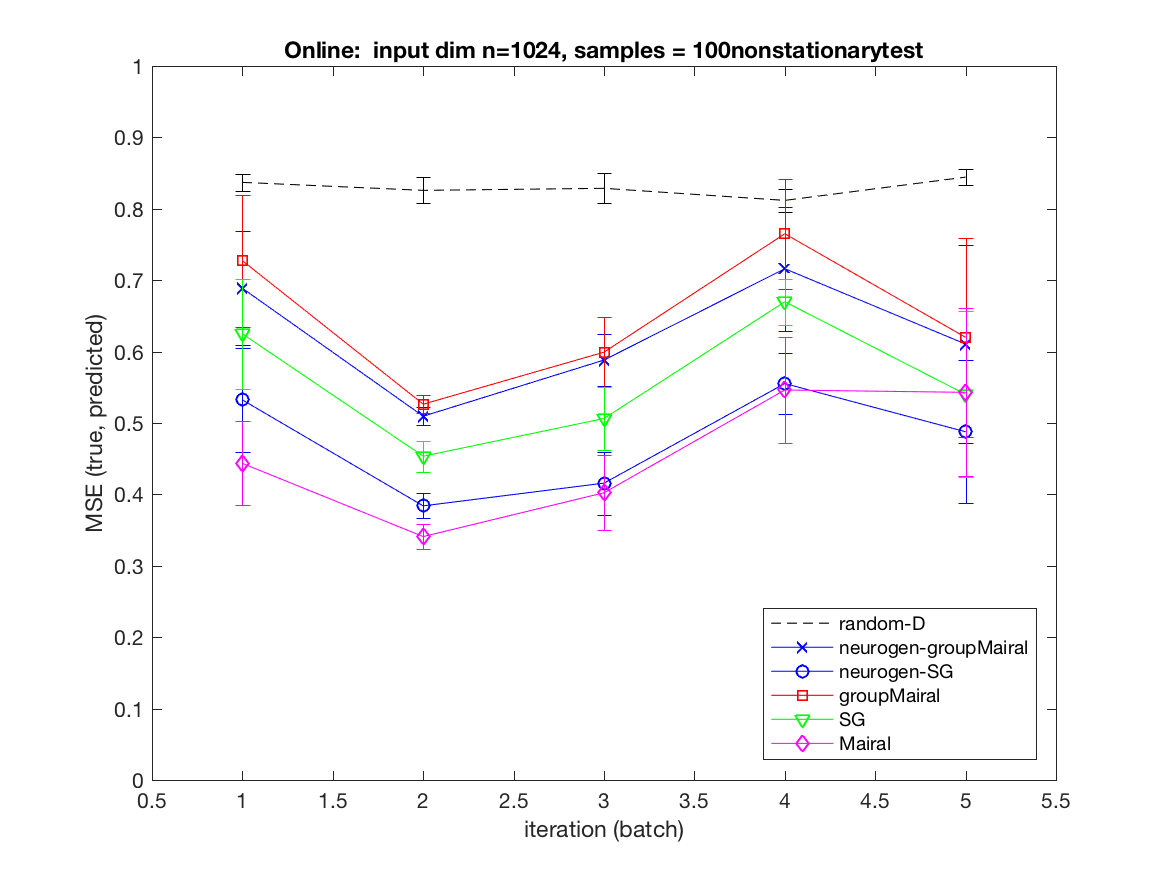 Online:  input dim n=1024, samples = 100nonstationarytest
1
0.9
0.8
0.7
0.6
0.5
0.4
0.3
0.2
0.1
0
MSE (true, predicted)
random-D
neurogen-groupMairal
neurogen-SG
groupMairal
SG
Mairal
0.5 1 1.5 2 2.5 3 3.5 4 4.5 5 5.5
iteration (batch)